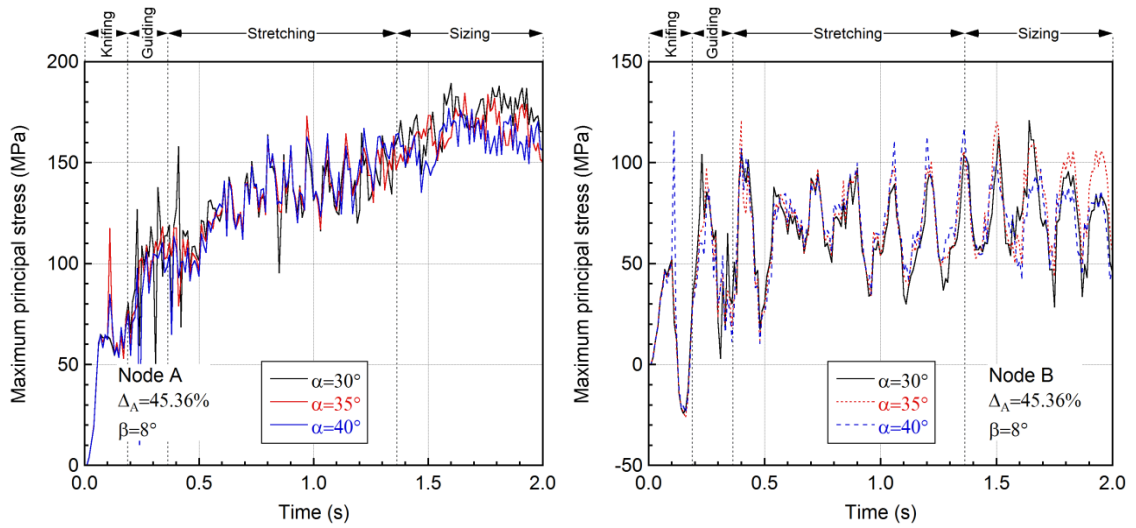 Knifing
Guiding
Stretching
Sizing
200
150
100
50
0
Maximum principal stress (MPa)
Node A
Δ_A=45.36%
β=8°
α=30°
α=35°
α=40°
0.0
0.5
1.0
1.5
2.0
Time (s)
Knifing
Guiding
Stretching
Sizing
150
100
50
0
-50
Maximum principal stress (MPa)
α=30°
α=35°
α=40°
Node B
Δ_A=45.36%
β=8°
0.0
0.5
1.0
1.5
2.0
Time (s)